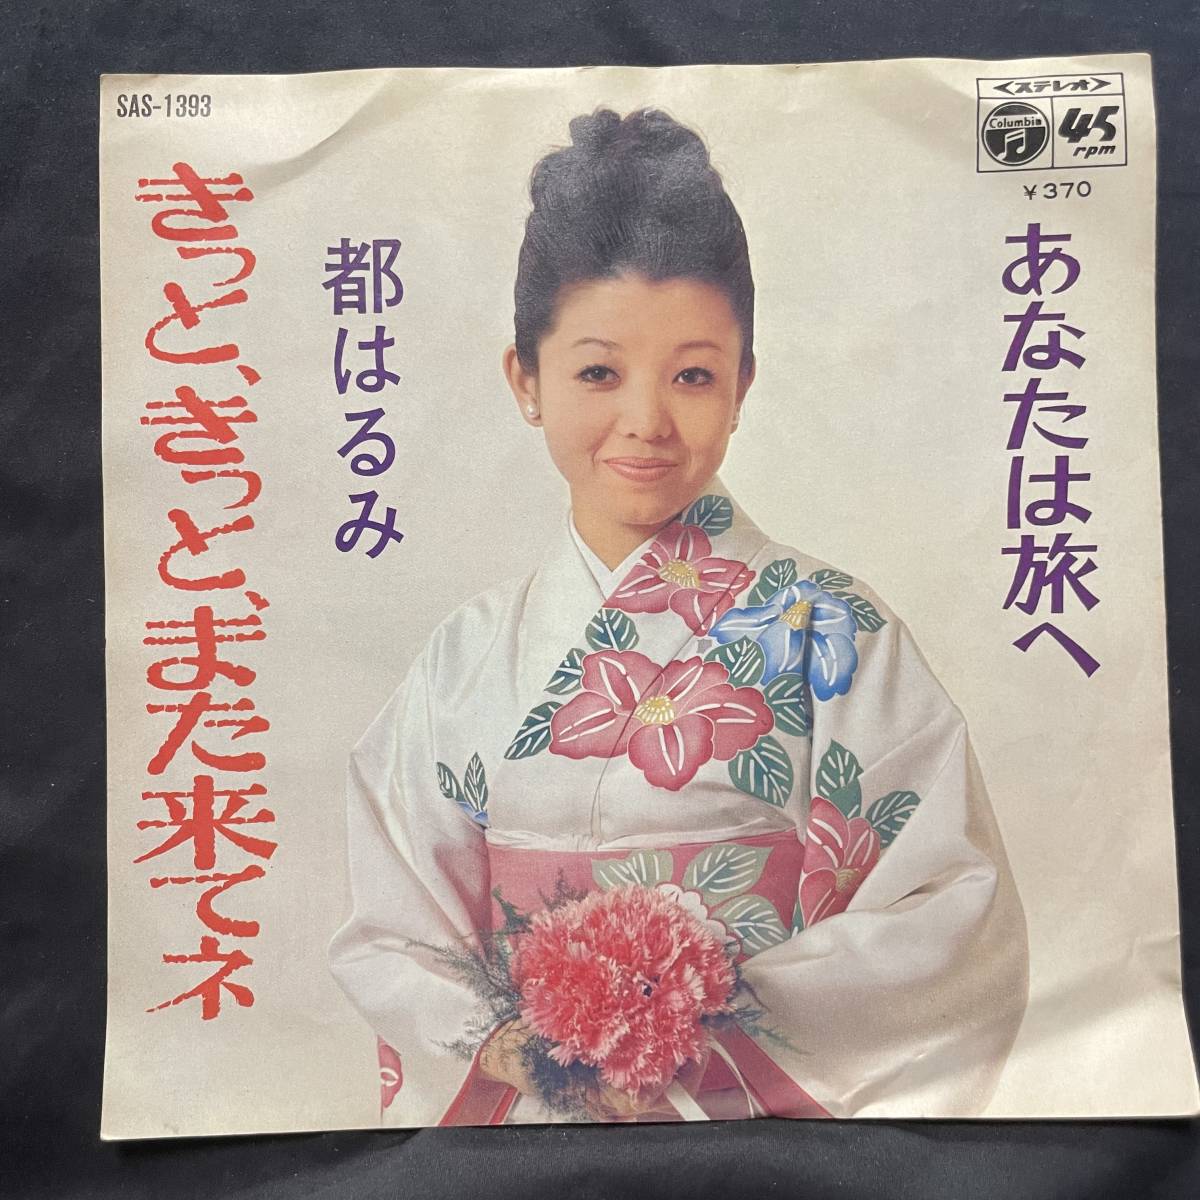 SAS-1393
<ステレオ>
Columbia
45
rpm
¥370
あなたは旅へ
都はるみ
きっと、きっと、また来てネ